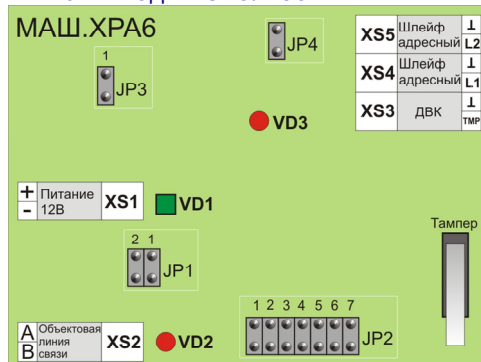 МАШ.ХРА6
1
JP3
JP4
XS5 Шлейф адресный ⊥ L2
XS4 Шлейф адресный ⊥ L1
XS3 ДВК ⊥ TMP
VD3
+ - Питание 12В XS1
VD1
Тампер
2 1
JP1
1 2 3 4 5 6 7
JP2
A B Объектовая линия связи XS2
VD2